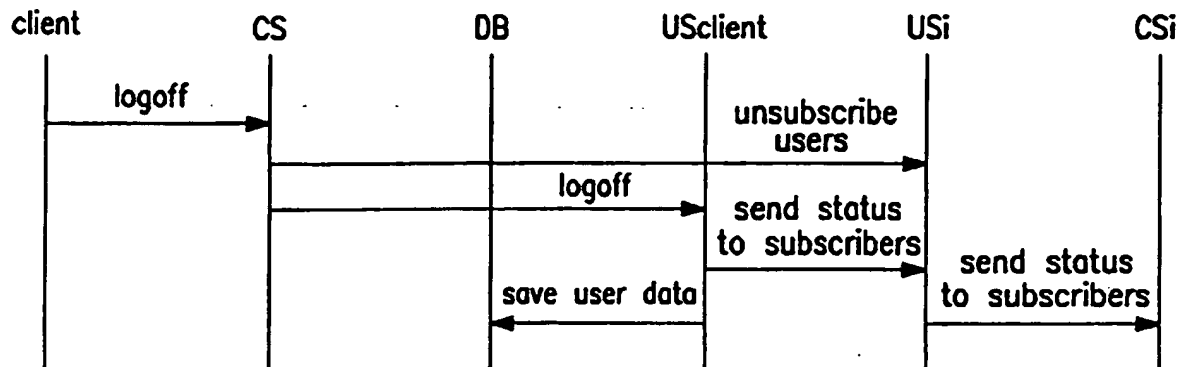 client CS DB USclient USi CSi
logoff
unsubscribe
users
logoff
send status
to subscribers
send status
to subscribers
save user data